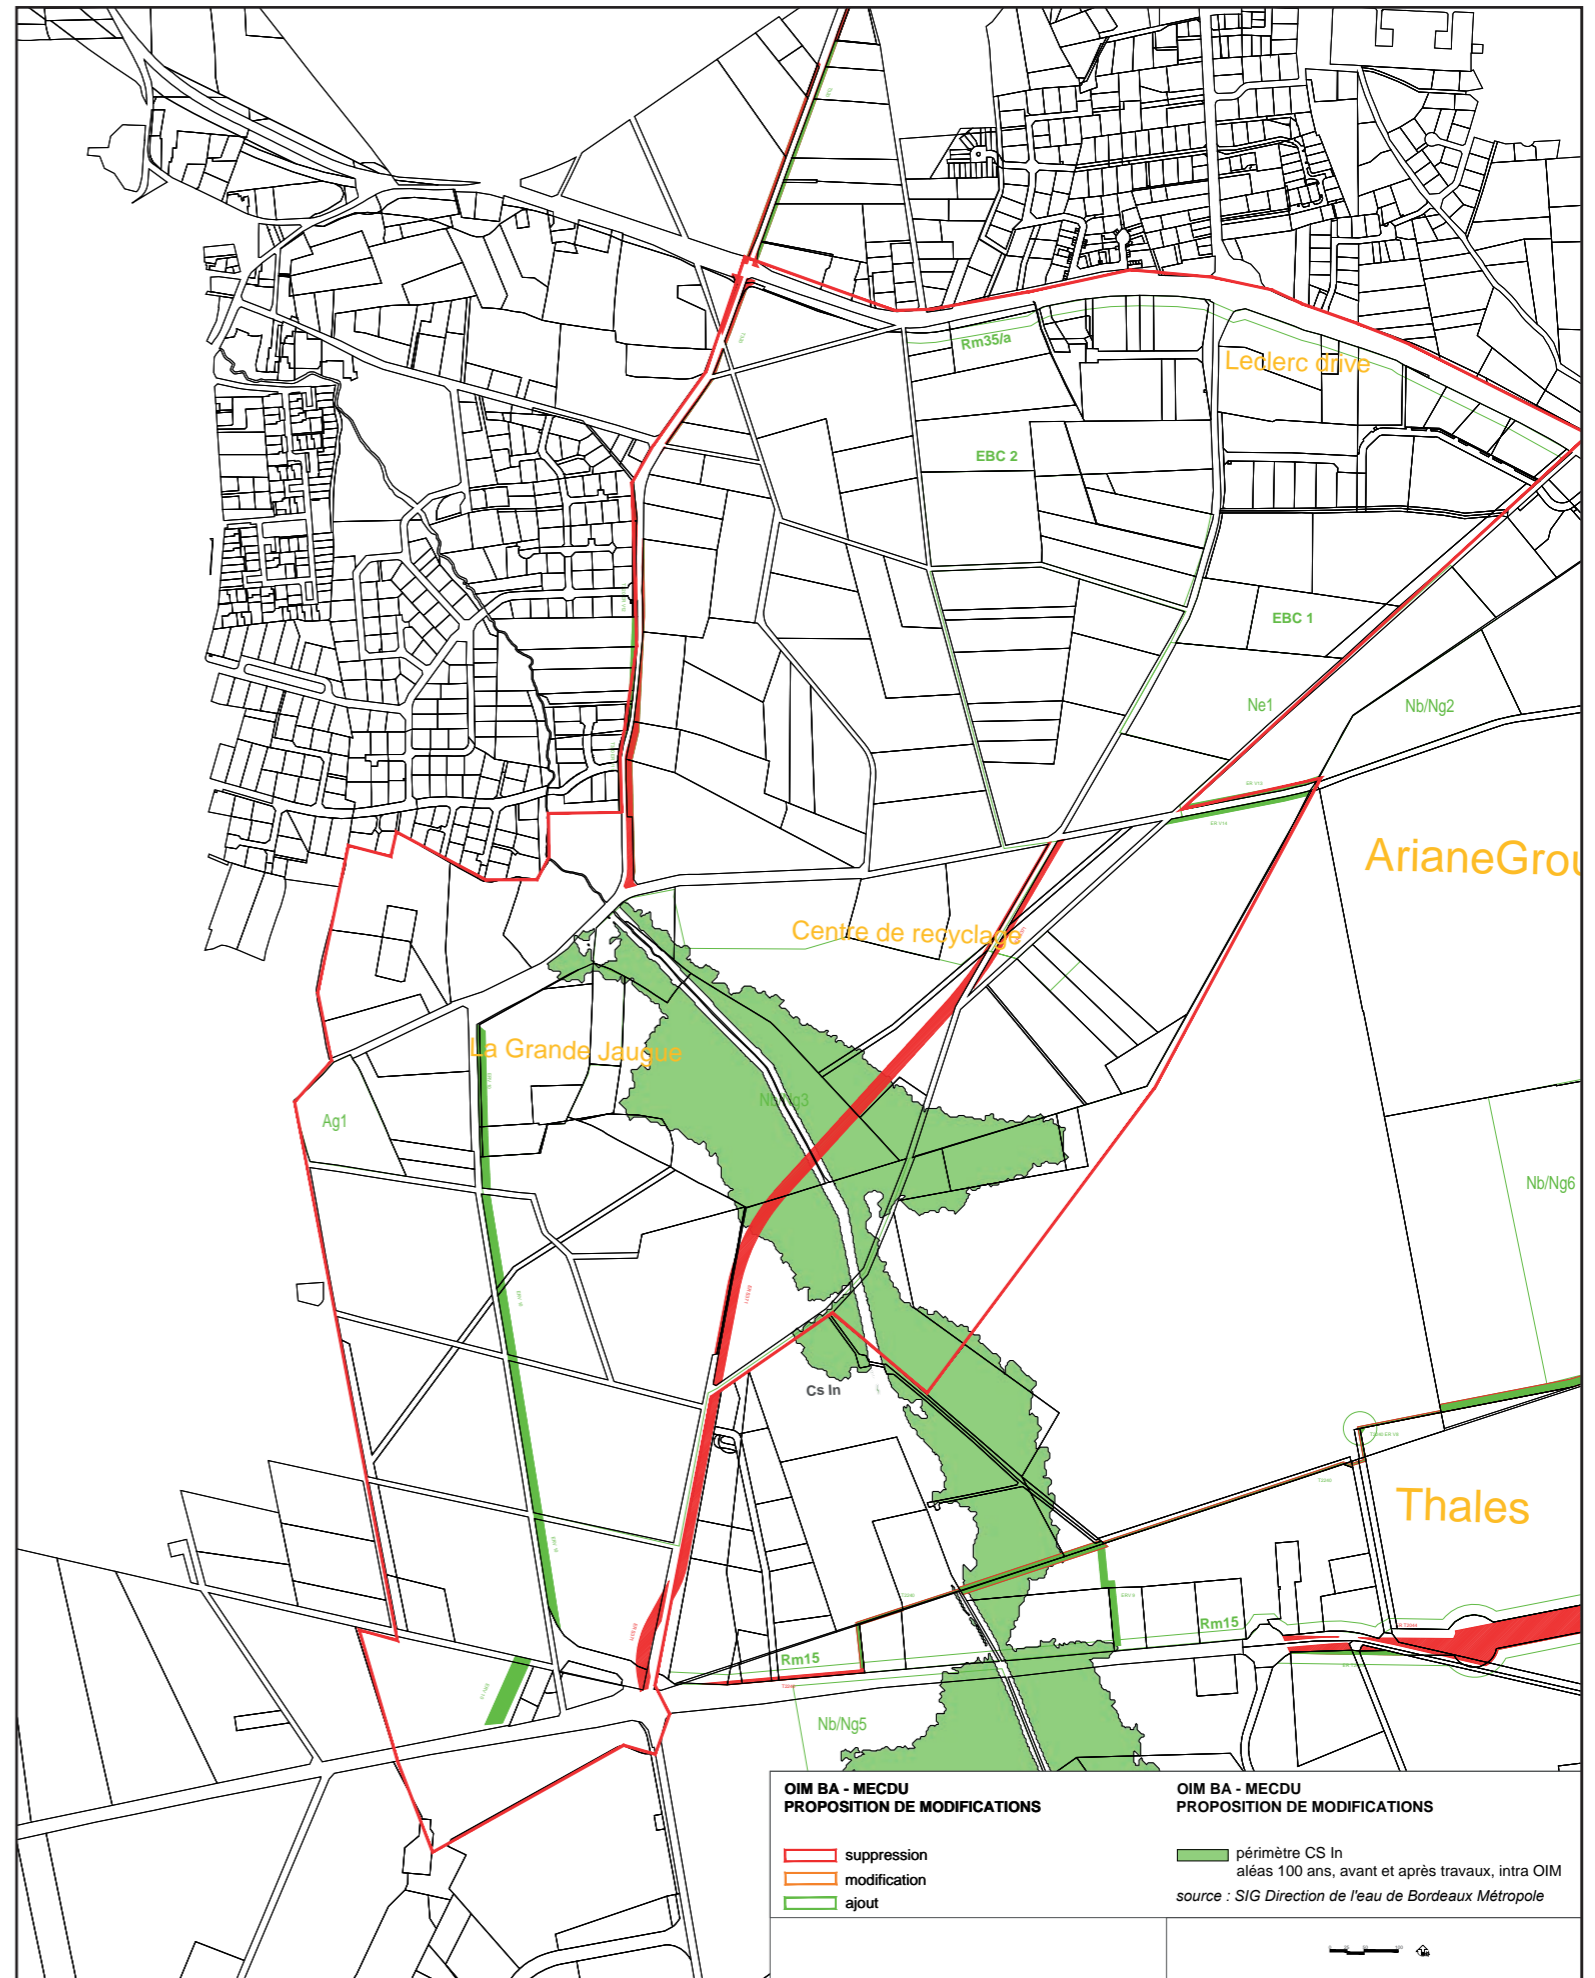 Rm35/a
Leclerc drive
EBC 2
EBC 1
Ne1
Nb/Ng2
ArianeGrou
Centre de recyclage
La Grande Jaugue
Nb/Ng3
Ag1
Nb/Ng6
Cs In
Thales
Rm15
Rm15
Nb/Ng5
OIM BA - MECDU
PROPOSITION DE MODIFICATIONS
suppression
modification
ajout
OIM BA - MECDU
PROPOSITION DE MODIFICATIONS
périmètre CS In
aléas 100 ans, avant et après travaux, intra OIM
source : SIG Direction de l'eau de Bordeaux Métropole